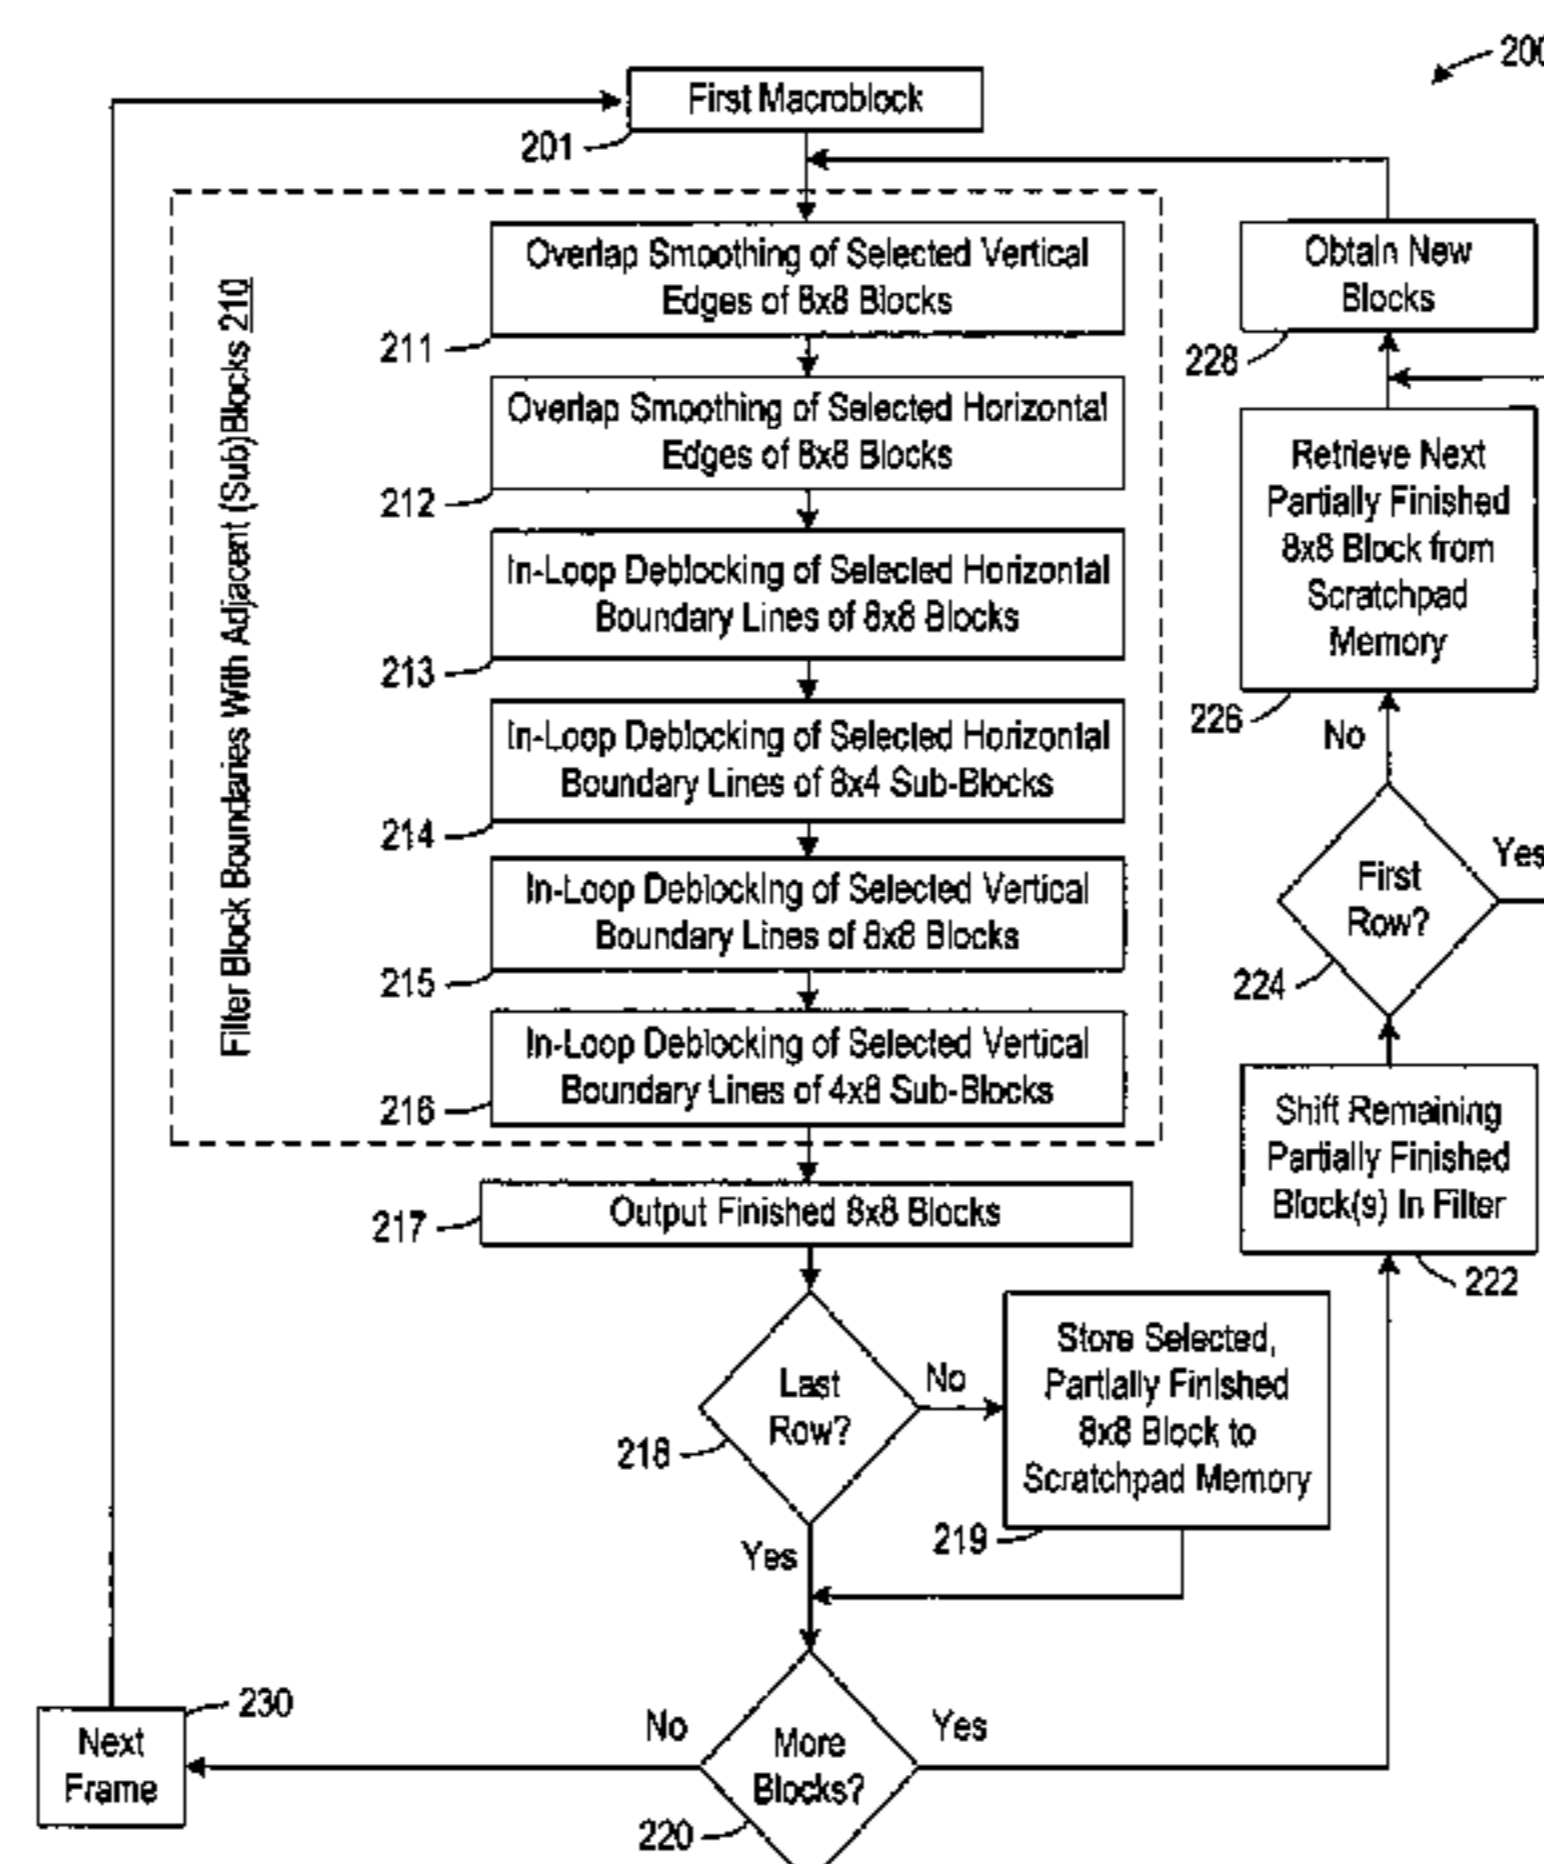 200
First Macroblock
201
Filter Block Boundaries With Adjacent (Sub)Blocks 210
Overlap Smoothing of Selected Vertical
Edges of 8x8 Blocks
211
Overlap Smoothing of Selected Horizontal
Edges of 8x8 Blocks
212
In-Loop Deblocking of Selected Horizontal
Boundary Lines of 8x8 Blocks
213
In-Loop Deblocking of Selected Horizontal
Boundary Lines of 8x4 Sub-Blocks
214
In-Loop Deblocking of Selected Vertical
Boundary Lines of 8x8 Blocks
215
In-Loop Deblocking of Selected Vertical
Boundary Lines of 4x8 Sub-Blocks
216
Output Finished 8x8 Blocks
217
Last
Row?
218
No
Yes
Store Selected,
Partially Finished
8x8 Block to
Scratchpad Memory
219
More
Blocks?
220
No
Yes
Next
Frame
230
Shift Remaining
Partially Finished
Block(s) In Filter
222
First
Row?
224
Yes
No
Retrieve Next
Partially Finished
8x8 Block from
Scratchpad
Memory
226
Obtain New
Blocks
228